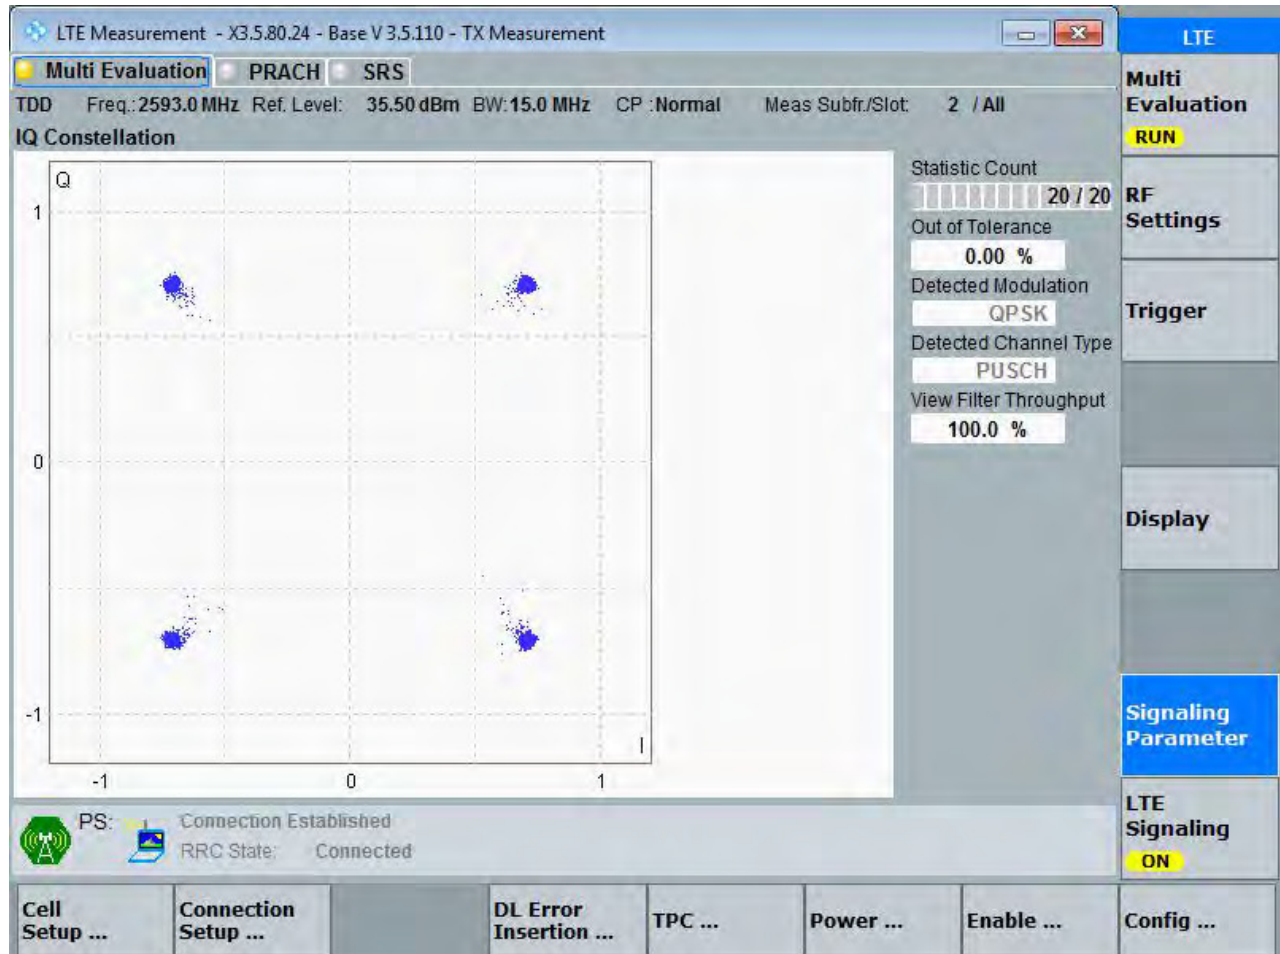 LTE Measurement - X3.5.80.24 - Base V 3.5.110 - TX Measurement
LTE
Multi Evaluation PRACH SRS
TDD Freq.: 2593.0 MHz Ref. Level: 35.50 dBm BW: 15.0 MHz CP : Normal Meas Subfr./Slot: 2 / All
IQ Constellation
Q
1
0
-1
I
-1 0 1
Statistic Count
20 / 20
Out of Tolerance
0.00 %
Detected Modulation
QPSK
Detected Channel Type
PUSCH
View Filter Throughput
100.0 %
Multi
Evaluation
RUN
RF
Settings
Trigger
Display
Signaling
Parameter
LTE
Signaling
ON
PS: Connection Established
RRC State: Connected
Cell
Setup ...
Connection
Setup ...
DL Error
Insertion ...
TPC ...
Power ...
Enable ...
Config ...